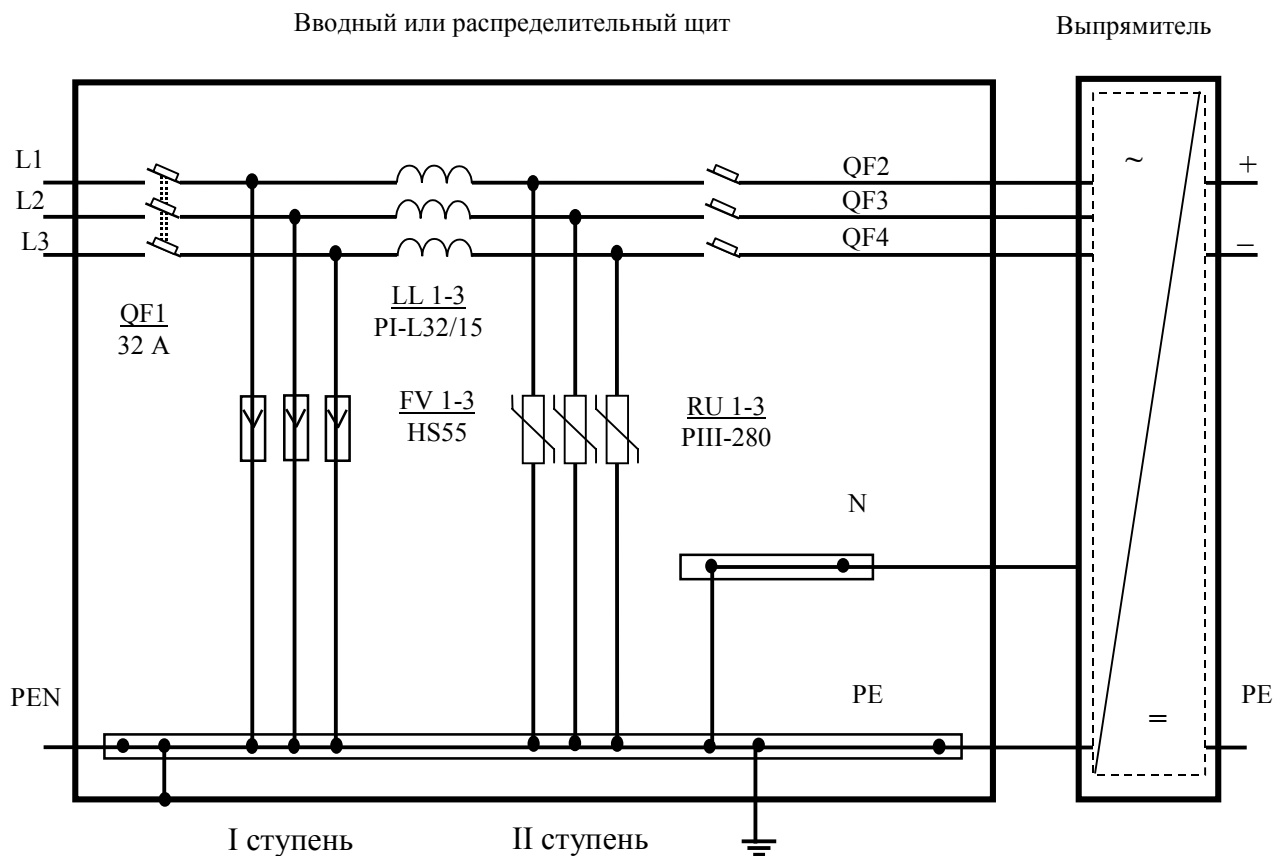 Вводный или распределительный щит
Выпрямитель
L1
L2
L3
QF2
QF3
QF4
~
+
–
QF1
32 А
LL 1-3
PI-L32/15
FV 1-3
HS55
RU 1-3
PIII-280
N
PEN
PE
=
PE
I ступень
II ступень